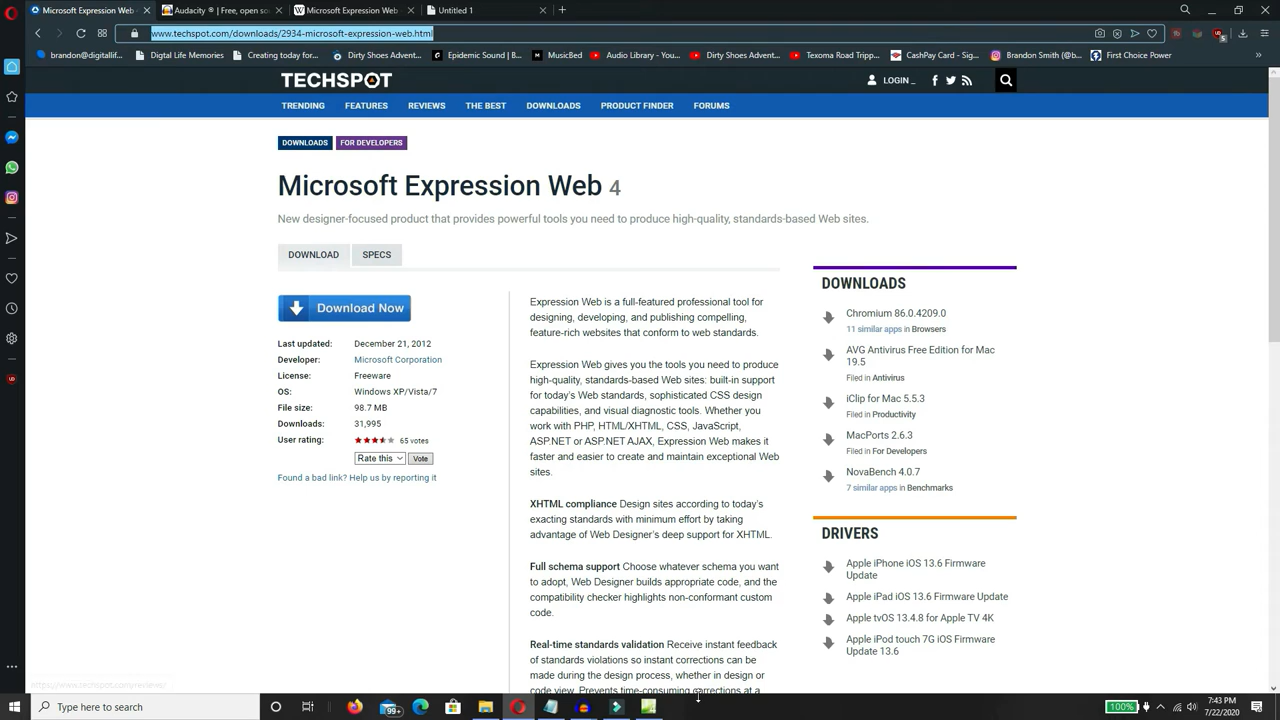 Microsoft Expression Web
Audacity ® | Free, open so
Microsoft Expression Web
Untitled 1
www.techspot.com/downloads/2934-microsoft-expression-web.html
brandon@digitallif...
Digital Life Memories
Creating today for...
Dirty Shoes Advent...
Epidemic Sound | E...
MusicBed
Audio Library - You...
Dirty Shoes Advent...
Texoma Road Tripp...
CashPay Card - Sig...
Brandon Smith (@b...
First Choice Power
TECHSPOT
LOGIN _
TRENDING FEATURES REVIEWS THE BEST DOWNLOADS PRODUCT FINDER FORUMS
DOWNLOADS FOR DEVELOPERS
Microsoft Expression Web 4
New designer-focused product that provides powerful tools you need to produce high-quality, standards-based Web sites.
DOWNLOAD SPECS
Download Now
Last updated: December 21, 2012
Developer: Microsoft Corporation
License: Freeware
OS: Windows XP/Vista/7
File size: 98.7 MB
Downloads: 31,995
User rating: 65 votes
Rate this Vote
Found a bad link? Help us by reporting it
Expression Web is a full-featured professional tool for
designing, developing, and publishing compelling,
feature-rich websites that conform to web standards.
Expression Web gives you the tools you need to produce
high-quality, standards-based Web sites: built-in support
for today's Web standards, sophisticated CSS design
capabilities, and visual diagnostic tools. Whether you
work with PHP, HTML/XHTML, CSS, JavaScript,
ASP.NET or ASP.NET AJAX, Expression Web makes it
faster and easier to create and maintain exceptional Web
sites.
XHTML compliance Design sites according to today's
exacting standards with minimum effort by taking
advantage of Web Designer's deep support for XHTML.
Full schema support Choose whatever schema you want
to adopt, Web Designer builds appropriate code, and the
compatibility checker highlights non-conformant custom
code.
Real-time standards validation Receive instant feedback
of standards violations so instant corrections can be
made during the design process, whether in design or
code view. Prevents time-consuming corrections at a
DOWNLOADS
Chromium 86.0.4209.0
11 similar apps in Browsers
AVG Antivirus Free Edition for Mac
19.5
Filed in Antivirus
iClip for Mac 5.5.3
Filed in Productivity
MacPorts 2.6.3
Filed in For Developers
NovaBench 4.0.7
7 similar apps in Benchmarks
DRIVERS
Apple iPhone iOS 13.6 Firmware
Update
Apple iPad iOS 13.6 Firmware Update
Apple tvOS 13.4.8 for Apple TV 4K
Apple iPod touch 7G iOS Firmware
Update 13.6
https://www.techspot.com/reviews/
Type here to search
99+
100%
7:43 PM
7/22/2020